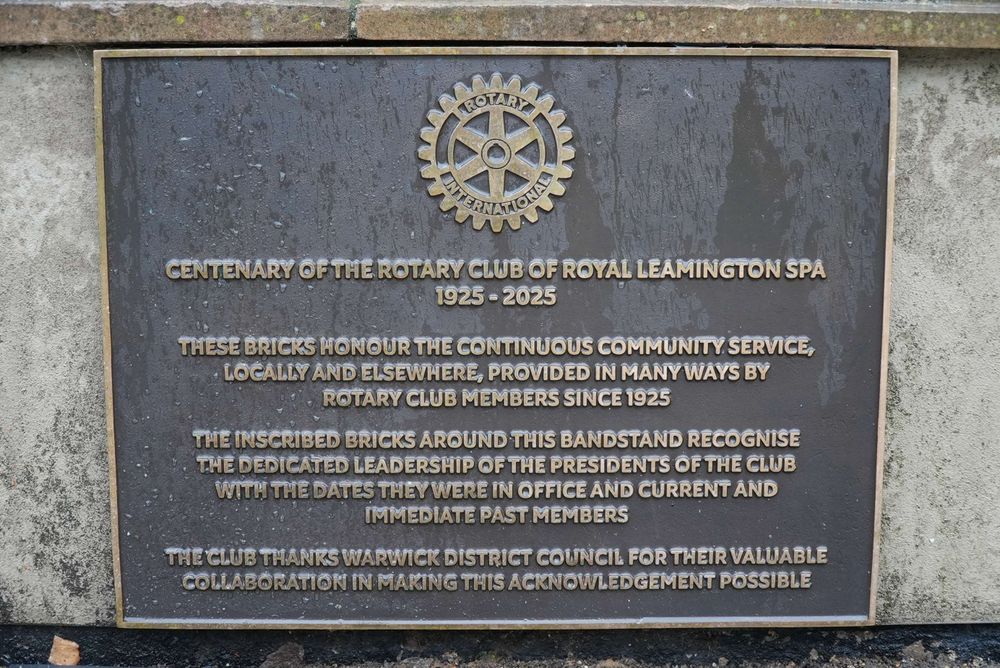 ROTARY
INTERNATIONAL
CENTENARY OF THE ROTARY CLUB OF ROYAL LEAMINGTON SPA
1925 - 2025
THESE BRICKS HONOUR THE CONTINUOUS COMMUNITY SERVICE,
LOCALLY AND ELSEWHERE, PROVIDED IN MANY WAYS BY
ROTARY CLUB MEMBERS SINCE 1925
THE INSCRIBED BRICKS AROUND THIS BANDSTAND RECOGNISE
THE DEDICATED LEADERSHIP OF THE PRESIDENTS OF THE CLUB
WITH THE DATES THEY WERE IN OFFICE AND CURRENT AND
IMMEDIATE PAST MEMBERS
THE CLUB THANKS WARWICK DISTRICT COUNCIL FOR THEIR VALUABLE
COLLABORATION IN MAKING THIS ACKNOWLEDGEMENT POSSIBLE